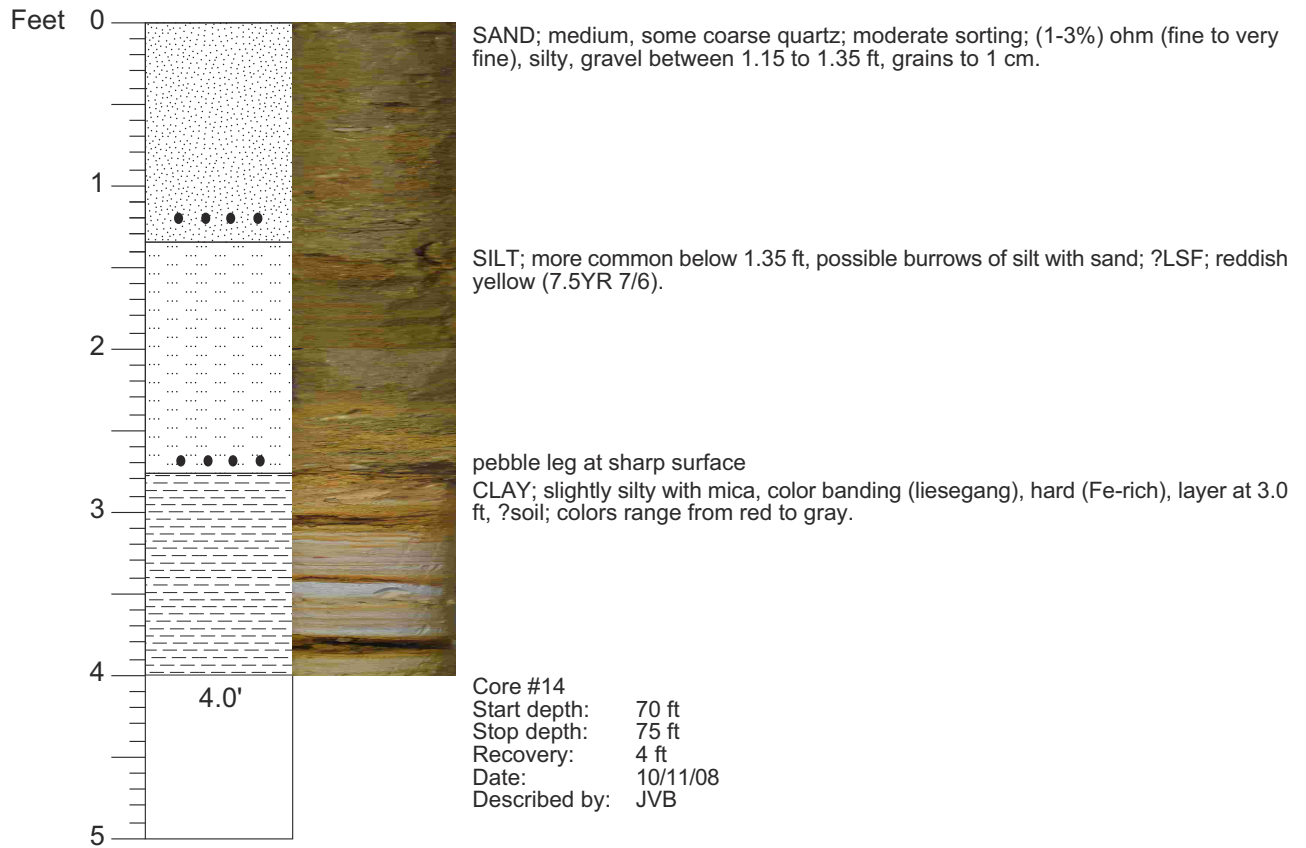 Feet 0
SAND; medium, some coarse quartz; moderate sorting; (1-3%) ohm (fine to very
fine), silty, gravel between 1.15 to 1.35 ft, grains to 1 cm.
1
SILT; more common below 1.35 ft, possible burrows of silt with sand; ?LSF; reddish
yellow (7.5YR 7/6).
2
pebble leg at sharp surface
CLAY; slightly silty with mica, color banding (liesegang), hard (Fe-rich), layer at 3.0
3
ft, ?soil; colors range from red to gray.
4
4.0'
Core #14
Start depth: 70 ft
Stop depth: 75 ft
Recovery: 4 ft
Date: 10/11/08
Described by: JVB
5